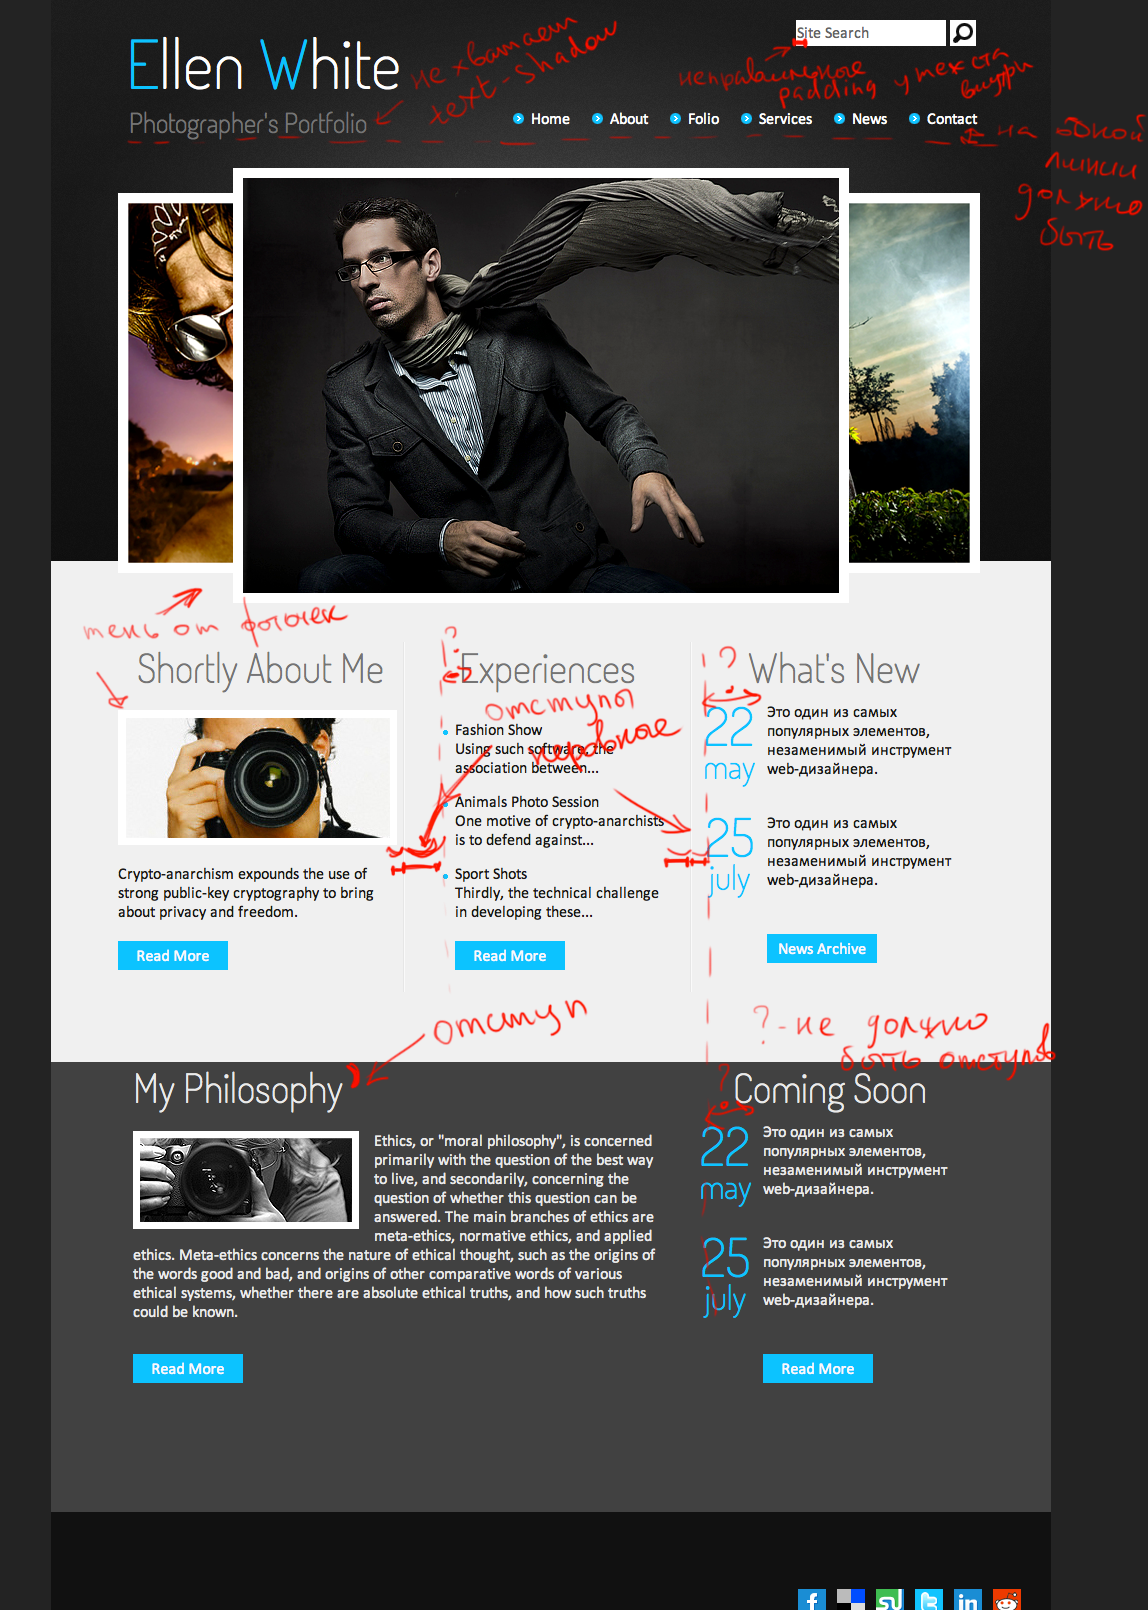 Ellen White
не хватает
text-shadow
Site Search
неправильное
padding у текста
внутри
Photographer's Portfolio
Home About Folio Services News Contact
на одной
линии
должно
быть
тень от фоточек
?
?
Shortly About Me
Experiences
What's New
отступы
неровные
Fashion Show
Using such software; the
association between...
Animals Photo Session
One motive of crypto-anarchists
is to defend against...
Sport Shots
Thirdly, the technical challenge
in developing these...
22
may
Это один из самых
популярных элементов,
незаменимый инструмент
web-дизайнера.
25
july
Это один из самых
популярных элементов,
незаменимый инструмент
web-дизайнера.
Crypto-anarchism expounds the use of
strong public-key cryptography to bring
about privacy and freedom.
Read More
Read More
News Archive
отступ
? - не должно
быть отступов
My Philosophy
?
Coming Soon
Ethics, or "moral philosophy", is concerned
primarily with the question of the best way
to live, and secondarily, concerning the
question of whether this question can be
answered. The main branches of ethics are
meta-ethics, normative ethics, and applied
ethics. Meta-ethics concerns the nature of ethical thought, such as the origins of
the words good and bad, and origins of other comparative words of various
ethical systems, whether there are absolute ethical truths, and how such truths
could be known.
22
may
Это один из самых
популярных элементов,
незаменимый инструмент
web-дизайнера.
25
july
Это один из самых
популярных элементов,
незаменимый инструмент
web-дизайнера.
Read More
Read More